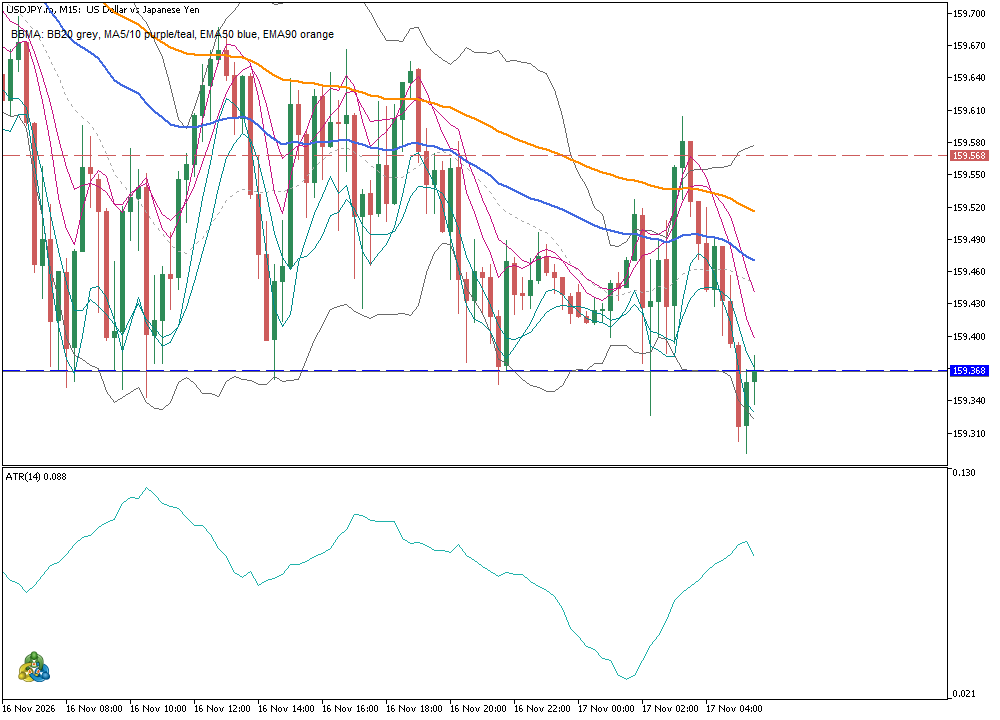 USDJPY.ro, M15: US Dollar vs Japanese Yen
BBMA: BB20 grey, MA5/10 purple/teal, EMA50 blue, EMA90 orange
159.700
159.670
159.640
159.610
159.580
159.568
159.550
159.520
159.490
159.460
159.430
159.400
159.368
159.340
159.310
ATR(14) 0.088
0.130
0.021
16 Nov 2026
16 Nov 08:00
16 Nov 10:00
16 Nov 12:00
16 Nov 14:00
16 Nov 16:00
16 Nov 18:00
16 Nov 20:00
16 Nov 22:00
17 Nov 00:00
17 Nov 02:00
17 Nov 04:00